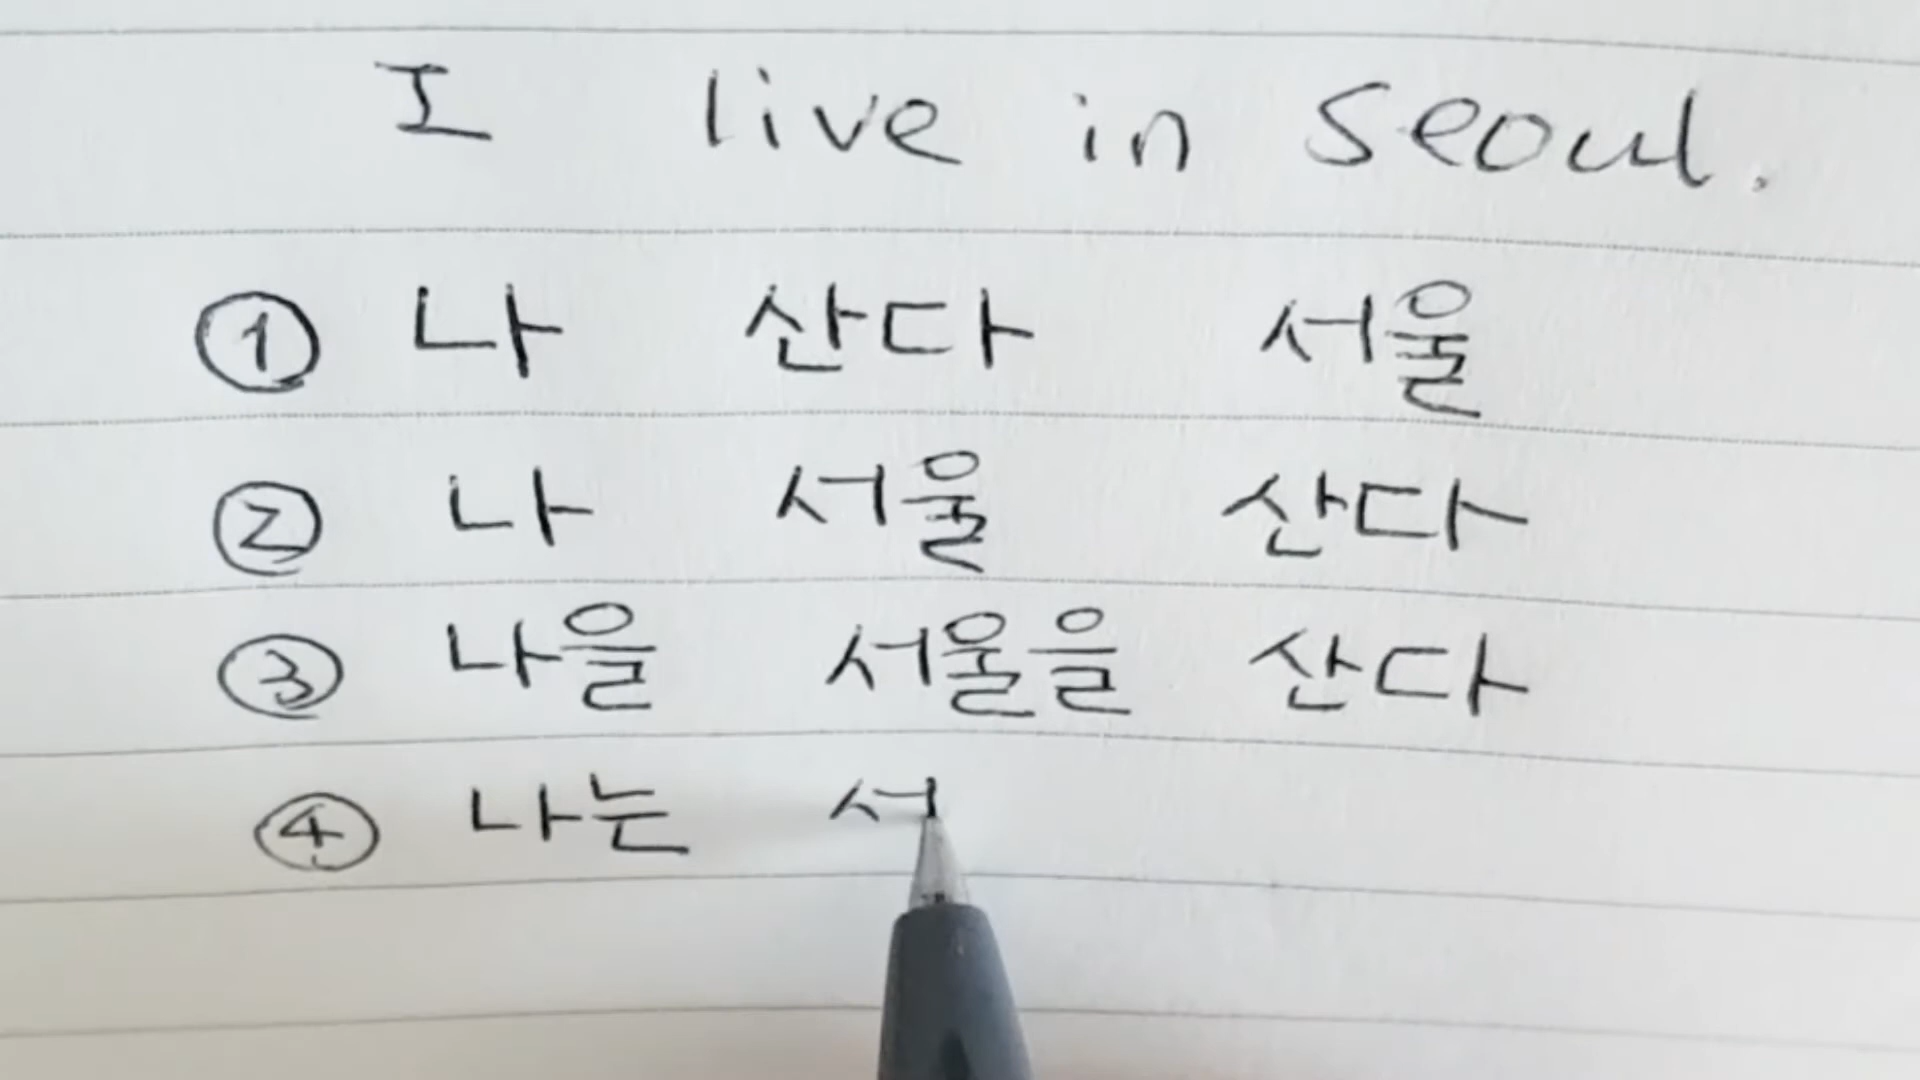 I live in Seoul.
① 나 산다 서울
② 나 서울 산다
③ 나을 서울을 산다
④ 나는 서